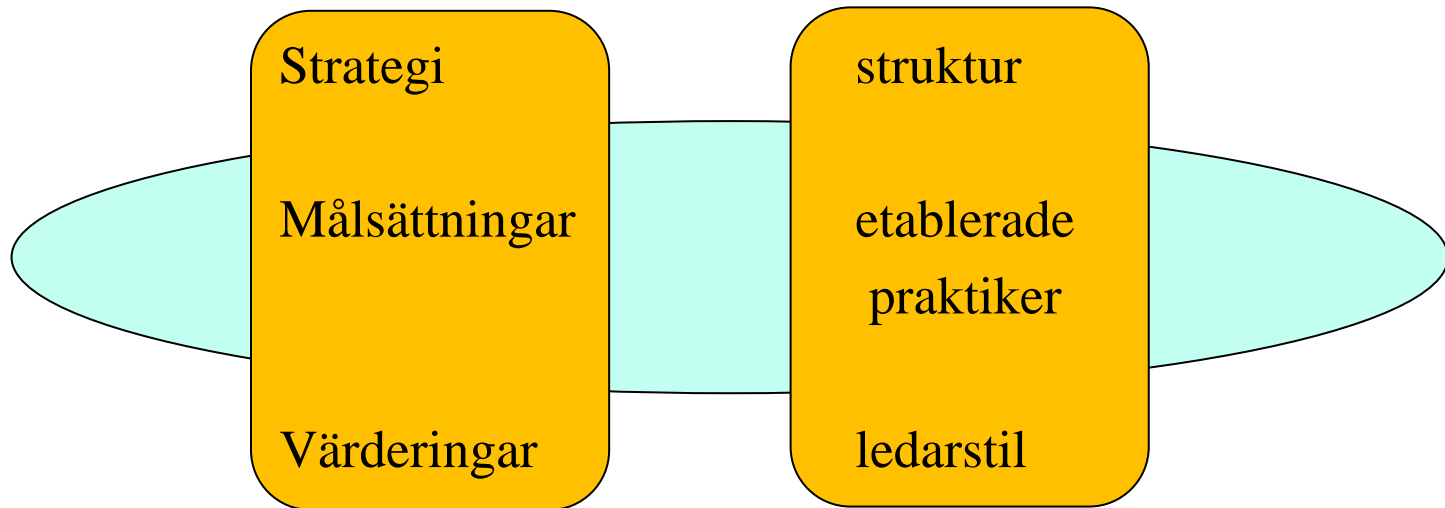 Strategi
Målsättningar
Värderingar
struktur
etablerade
praktiker
ledarstil